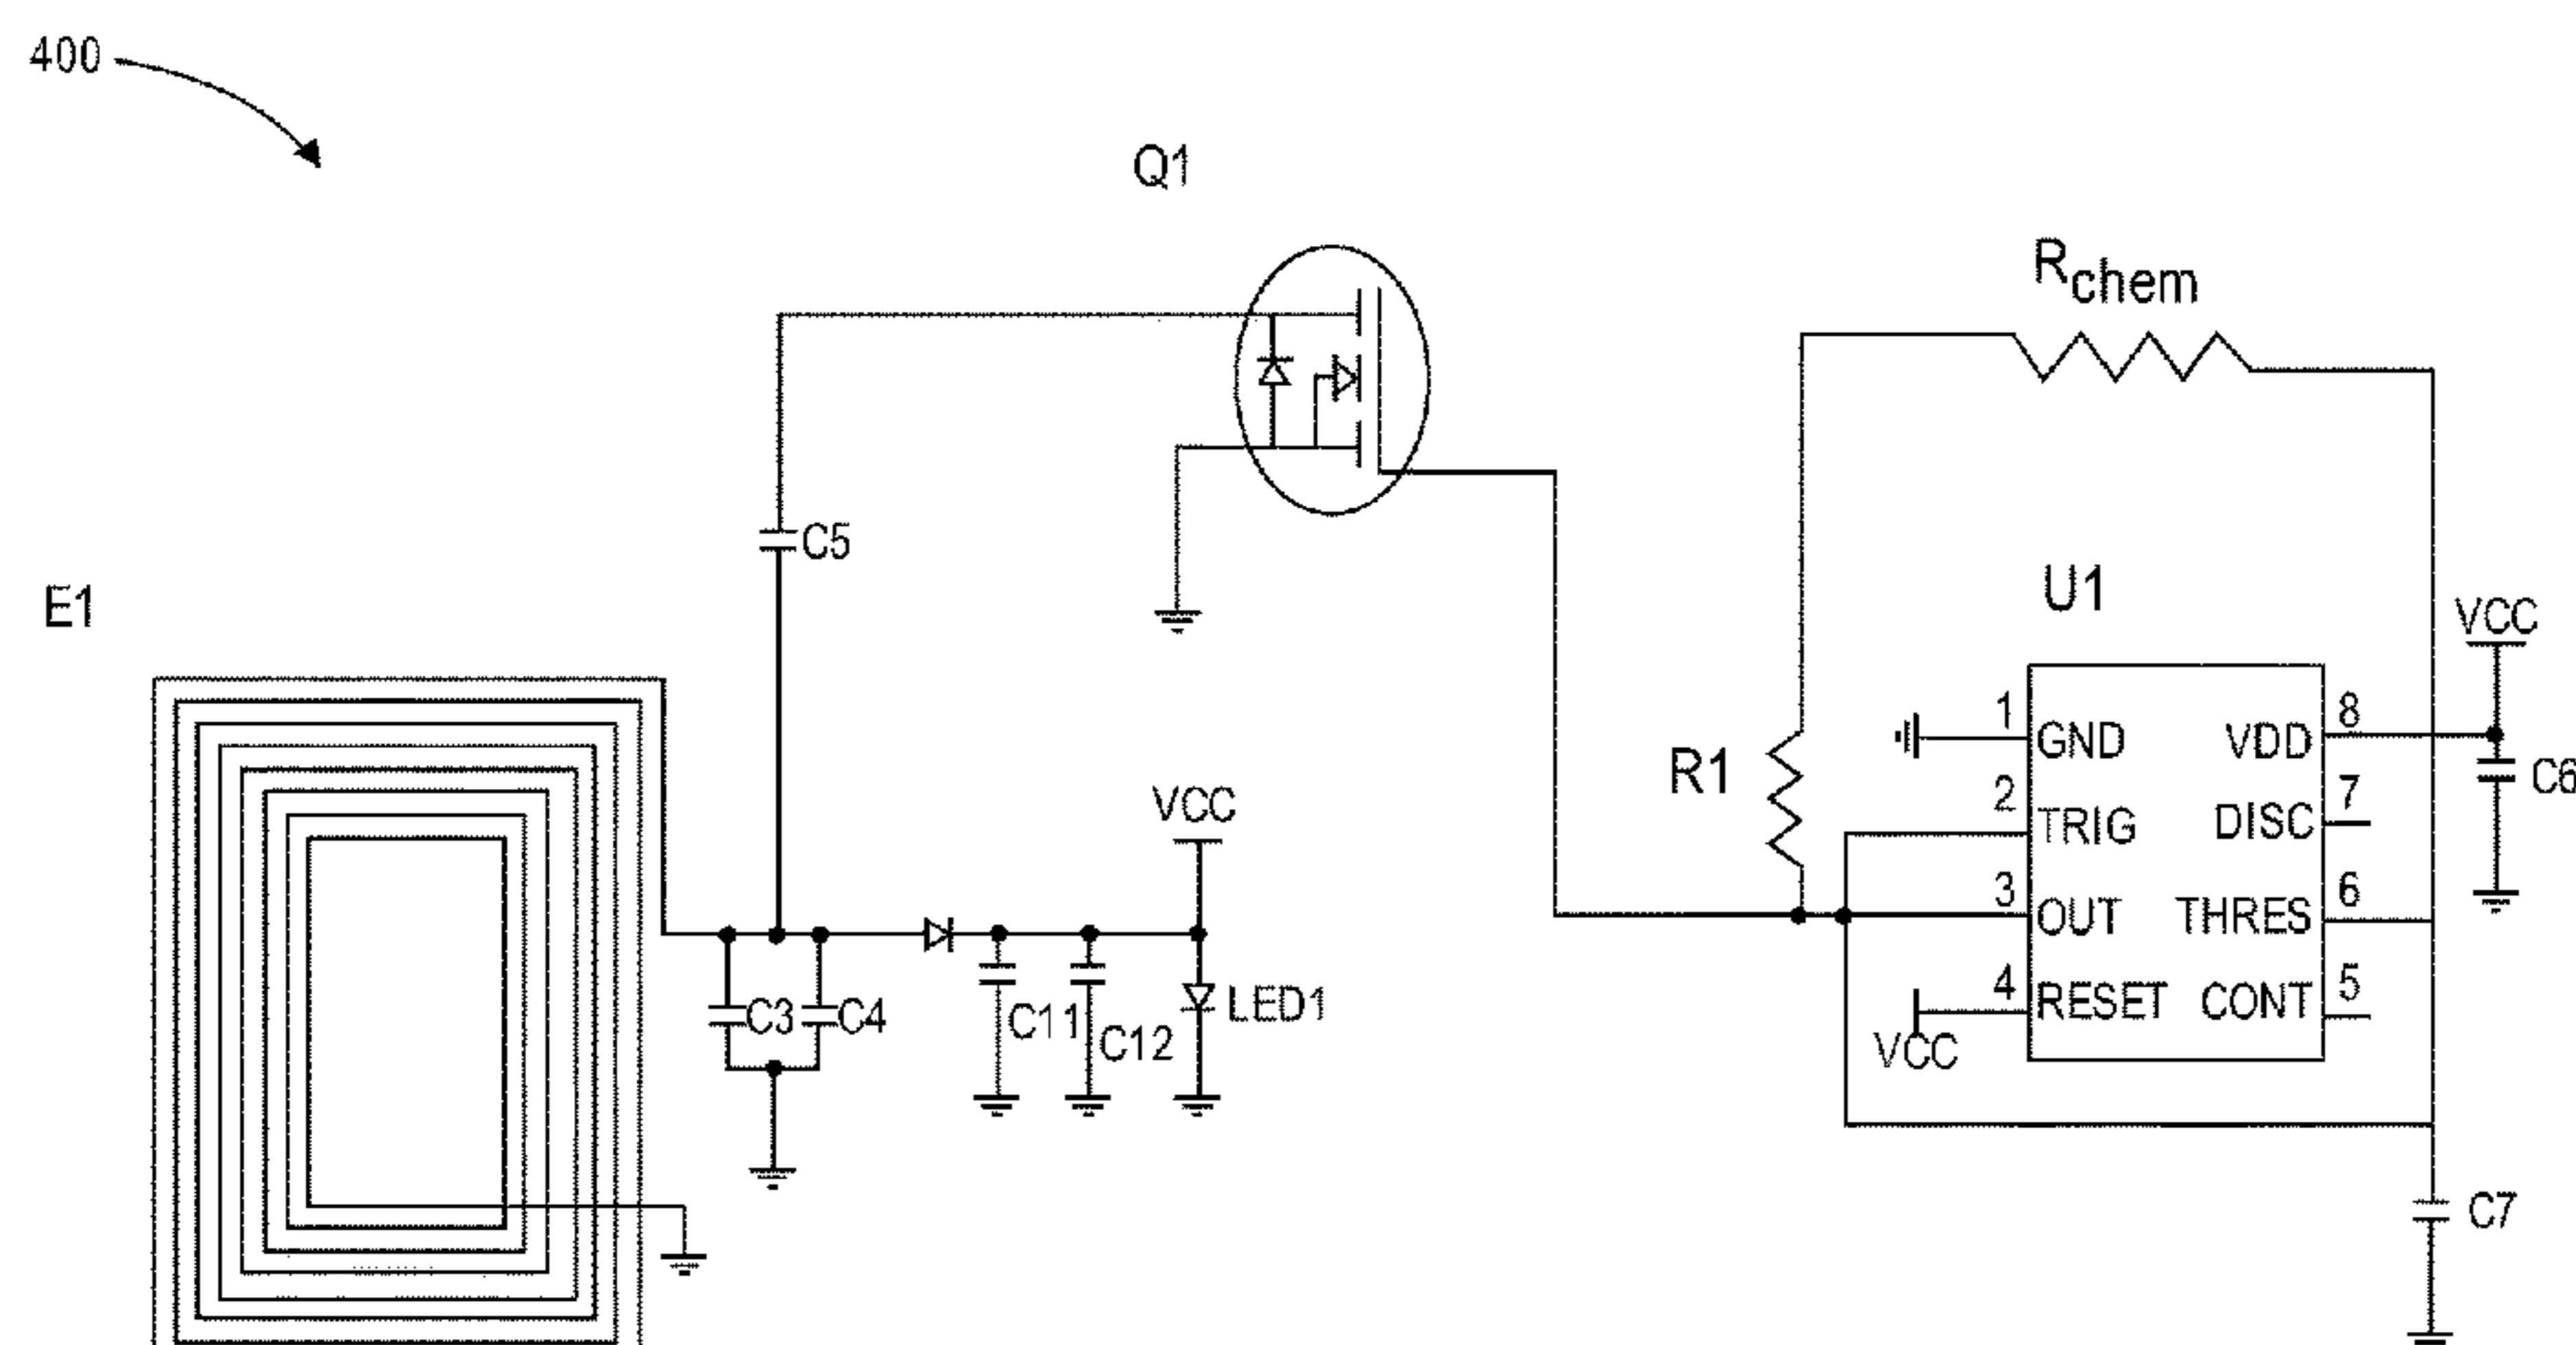 400
Q1
Rchem
C5
E1
U1
VCC
R1
1
GND
VDD
8
C6
2
TRIG
DISC
7
VCC
3
OUT
THRES
6
4
RESET
CONT
5
VCC
C3
C4
C11
C12
LED1
C7